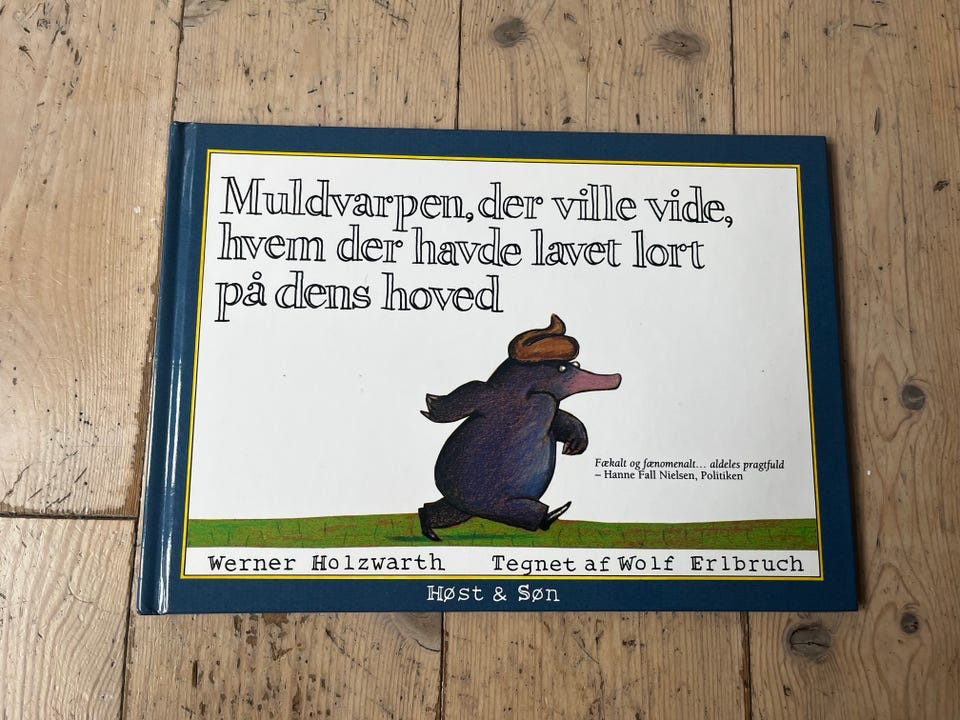 Muldvarpen, der ville vide,
hvem der havde lavet lort
på dens hoved
Fækalt og fænomenalt... aldeles pragtfuld
– Hanne Fall Nielsen, Politiken
Werner Holzwarth Tegnet af Wolf Erlbruch
Høst & Søn